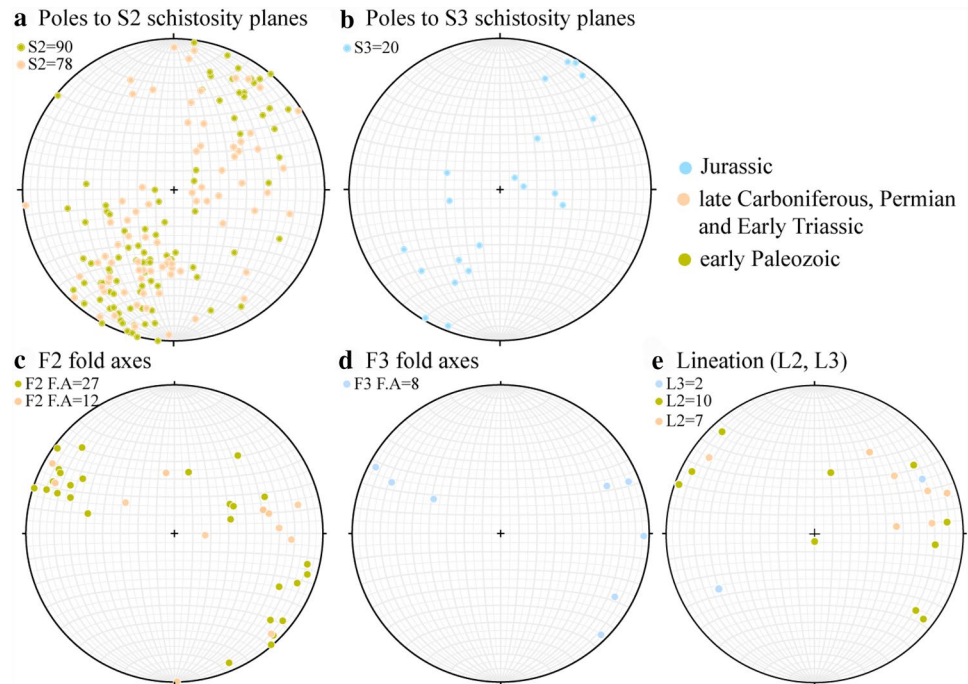 a Poles to S2 schistosity planes
S2=90
S2=78
b Poles to S3 schistosity planes
S3=20
Jurassic
late Carboniferous, Permian
and Early Triassic
early Paleozoic
c F2 fold axes
F2 F.A=27
F2 F.A=12
d F3 fold axes
F3 F.A=8
e Lineation (L2, L3)
L3=2
L2=10
L2=7